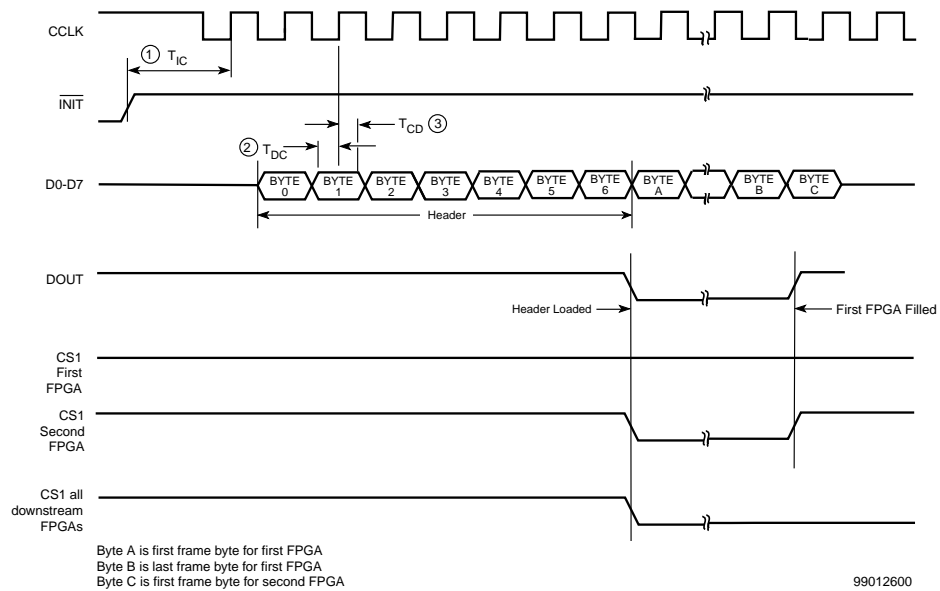 CCLK
① T_IC
INIT
T_CD ③
② T_DC
D0-D7
BYTE 0 BYTE 1 BYTE 2 BYTE 3 BYTE 4 BYTE 5 BYTE 6 BYTE A BYTE B BYTE C
Header
DOUT
Header Loaded
First FPGA Filled
CS1
First
FPGA
CS1
Second
FPGA
CS1 all
downstream
FPGAs
Byte A is first frame byte for first FPGA
Byte B is last frame byte for first FPGA
Byte C is first frame byte for second FPGA
99012600